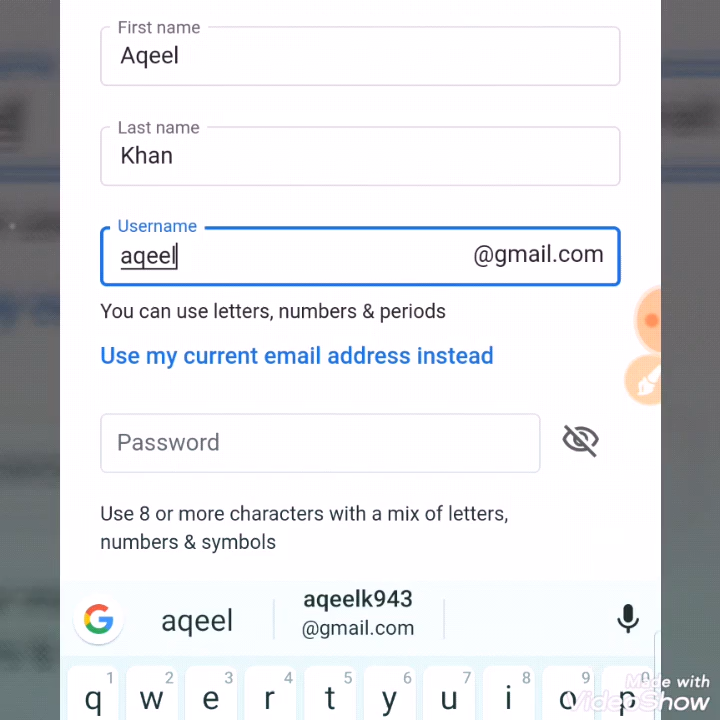 First name
Aqeel
Last name
Khan
Username
aqeel @gmail.com
You can use letters, numbers & periods
Use my current email address instead
Password
Use 8 or more characters with a mix of letters,
numbers & symbols
G aqeel aqeelk943
@gmail.com
1 2 3 4 5 6 7 8 9 0
q w e r t y u i o p
Made with
VideoShow